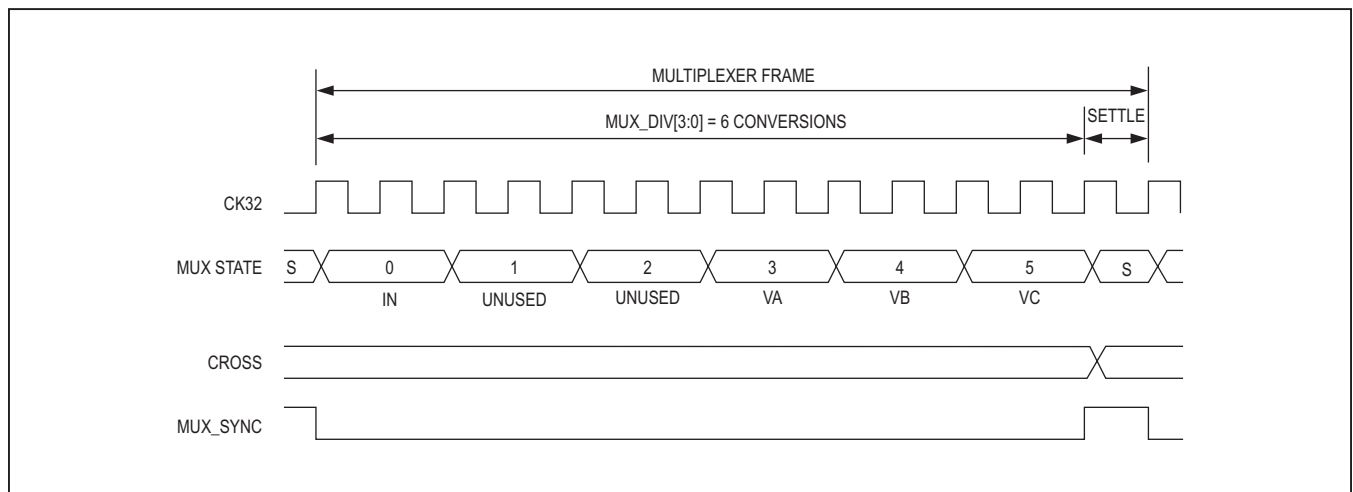 MULTIPLEXER FRAME
MUX_DIV[3:0] = 6 CONVERSIONS
SETTLE
CK32
MUX STATE
S 0 1 2 3 4 5 S
IN UNUSED UNUSED VA VB VC
CROSS
MUX_SYNC